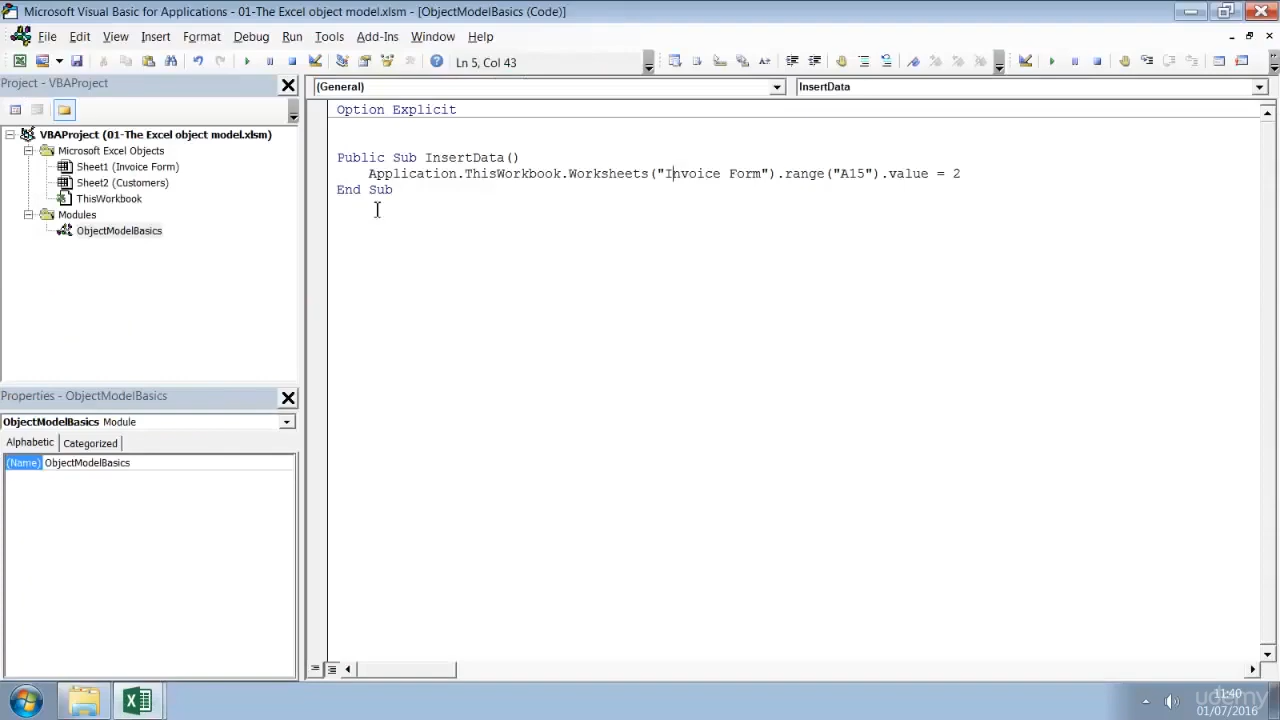 Microsoft Visual Basic for Applications - 01-The Excel object model.xlsm - [ObjectModelBasics (Code)]
File Edit View Insert Format Debug Run Tools Add-Ins Window Help
Ln 5, Col 43
Project - VBAProject
(General)
InsertData
VBAProject (01-The Excel object model.xlsm)
Microsoft Excel Objects
Sheet1 (Invoice Form)
Sheet2 (Customers)
ThisWorkbook
Modules
ObjectModelBasics
Option Explicit
Public Sub InsertData()
Application.ThisWorkbook.Worksheets("Invoice Form").range("A15").value = 2
End Sub
Properties - ObjectModelBasics
ObjectModelBasics Module
Alphabetic Categorized
(Name) ObjectModelBasics
11:40
udemy
01/07/2016